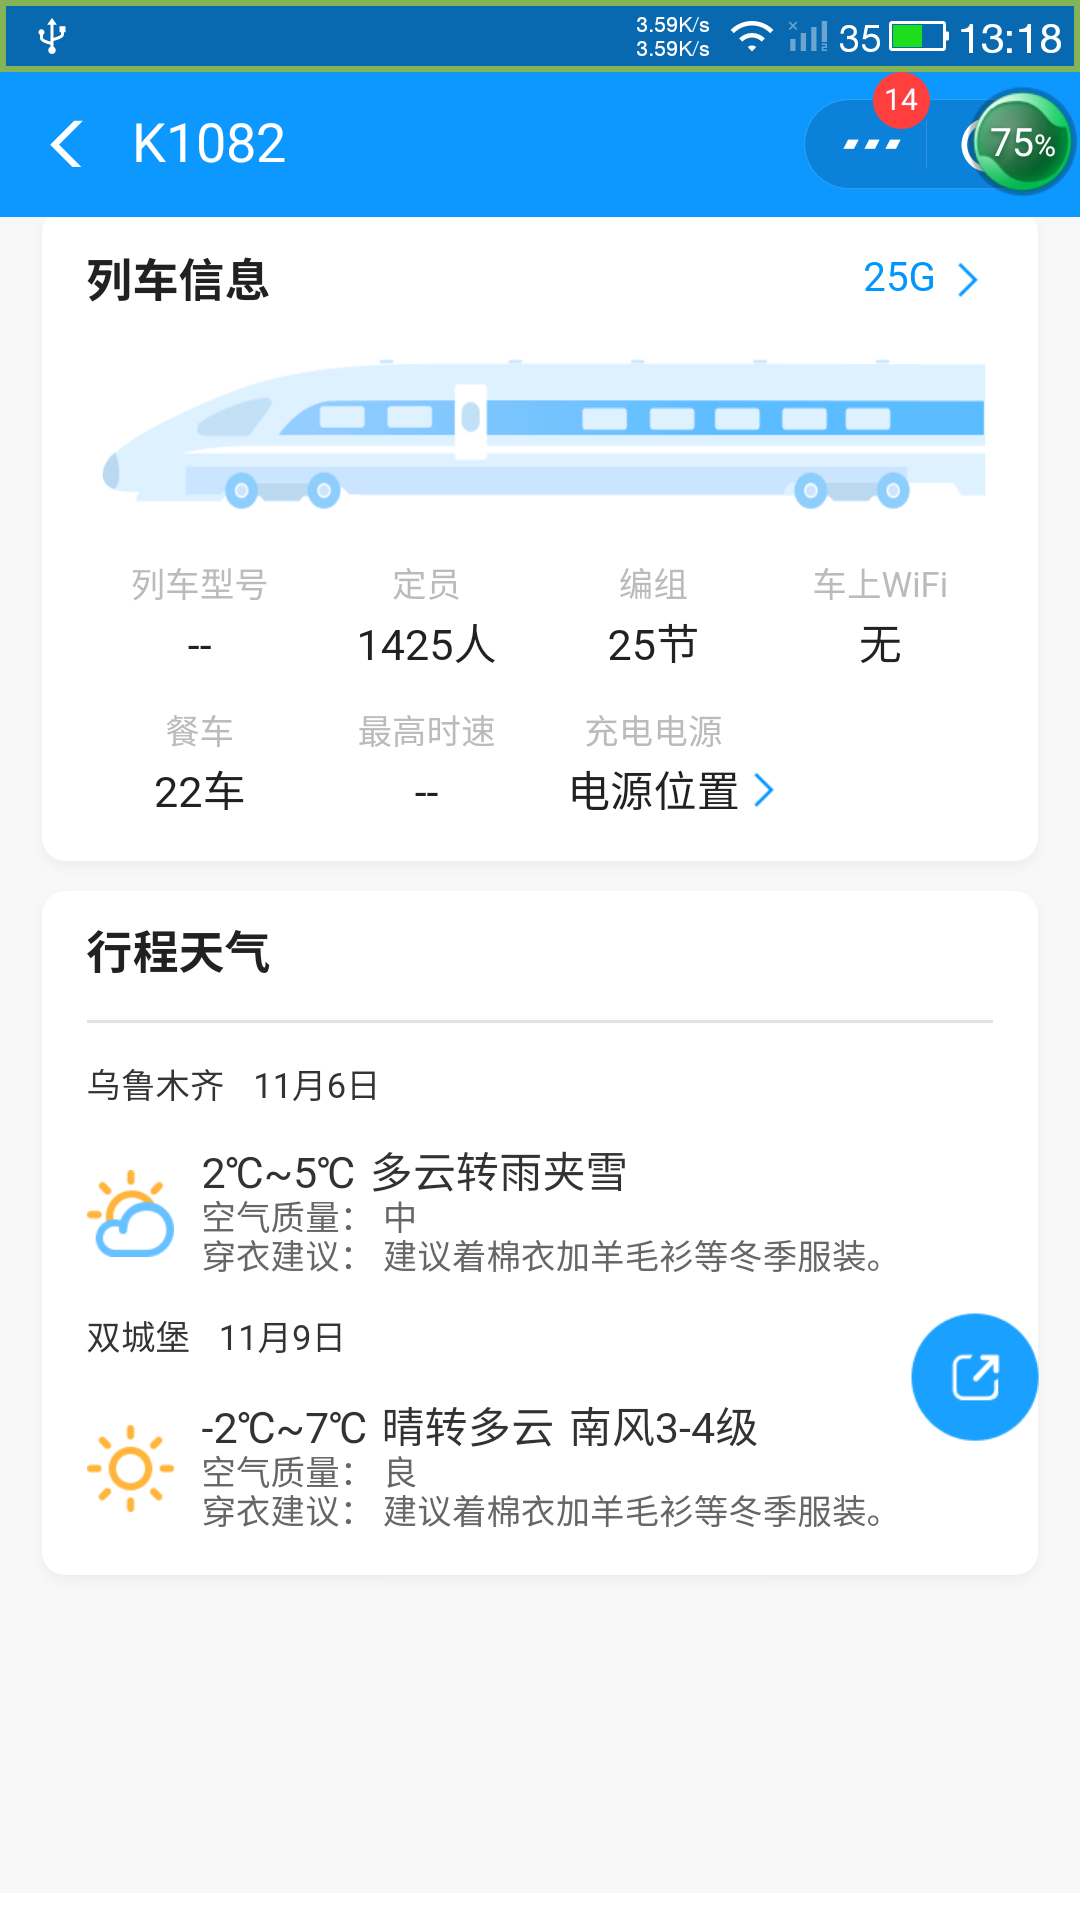 3.59K/s
3.59K/s
35
13:18
K1082
14
75%
列车信息
25G
列车型号 定员 编组 车上WiFi
-- 1425人 25节 无
餐车 最高时速 充电电源
22车 -- 电源位置
行程天气
乌鲁木齐 11月6日
2℃~5℃ 多云转雨夹雪
空气质量： 中
穿衣建议： 建议着棉衣加羊毛衫等冬季服装。
双城堡 11月9日
-2℃~7℃ 晴转多云 南风3-4级
空气质量： 良
穿衣建议： 建议着棉衣加羊毛衫等冬季服装。